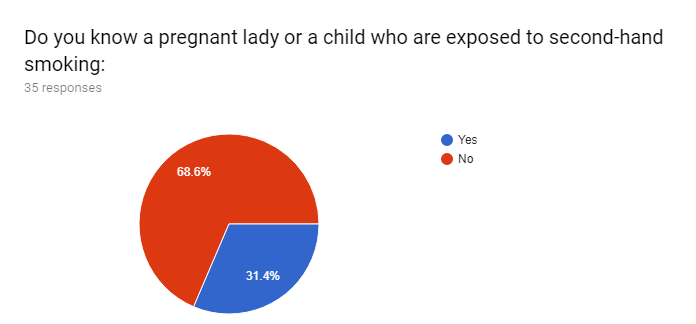 Do you know a pregnant lady or a child who are exposed to second-hand
smoking:
35 responses
Yes
No
68.6%
31.4%